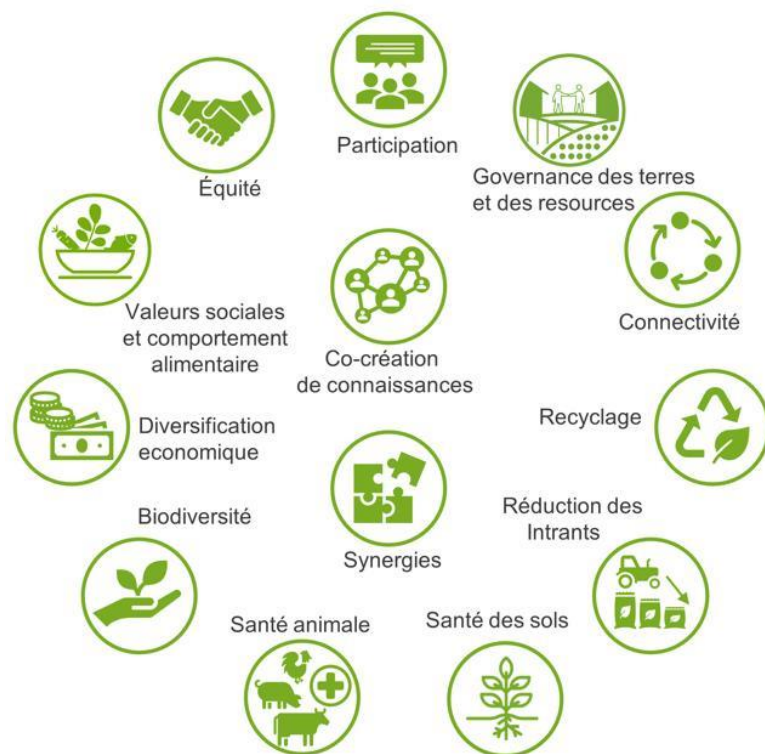 Participation
Équité
Governance des terres
et des resources
Valeurs sociales
et comportement
alimentaire
Connectivité
Co-création
de connaissances
Diversification
economique
Recyclage
Biodiversité
Synergies
Réduction des
Intrants
Santé animale
Santé des sols